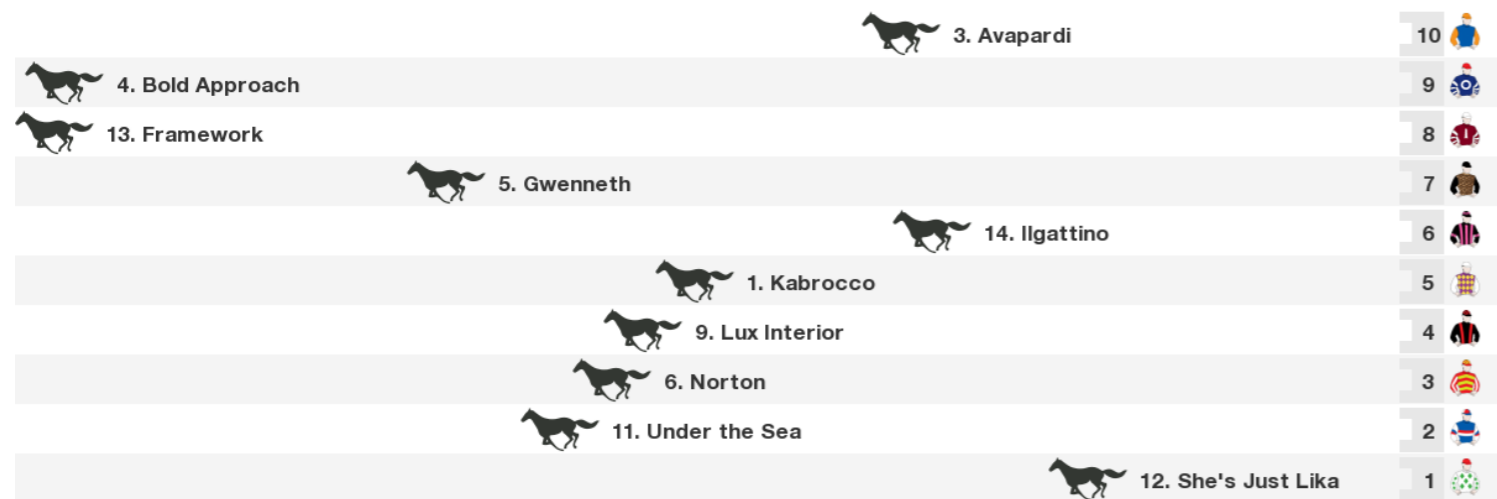 3. Avapardi 10
4. Bold Approach 9
13. Framework 8
5. Gwenneth 7
14. Ilgattino 6
1. Kabrocco 5
9. Lux Interior 4
6. Norton 3
11. Under the Sea 2
12. She's Just Lika 1